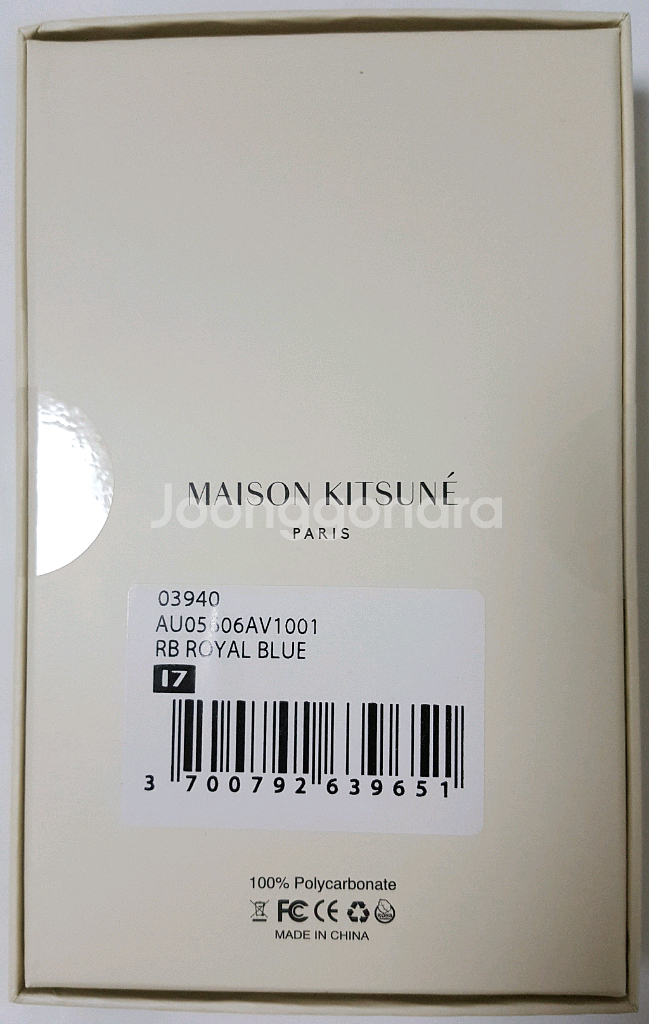 MAISON KITSUNÉ
Joonggonara
PARIS
03940
RB ROYAL BLUE
I7
3 700792 639651
100% Polycarbonate
FC CE
MADE IN CHINA